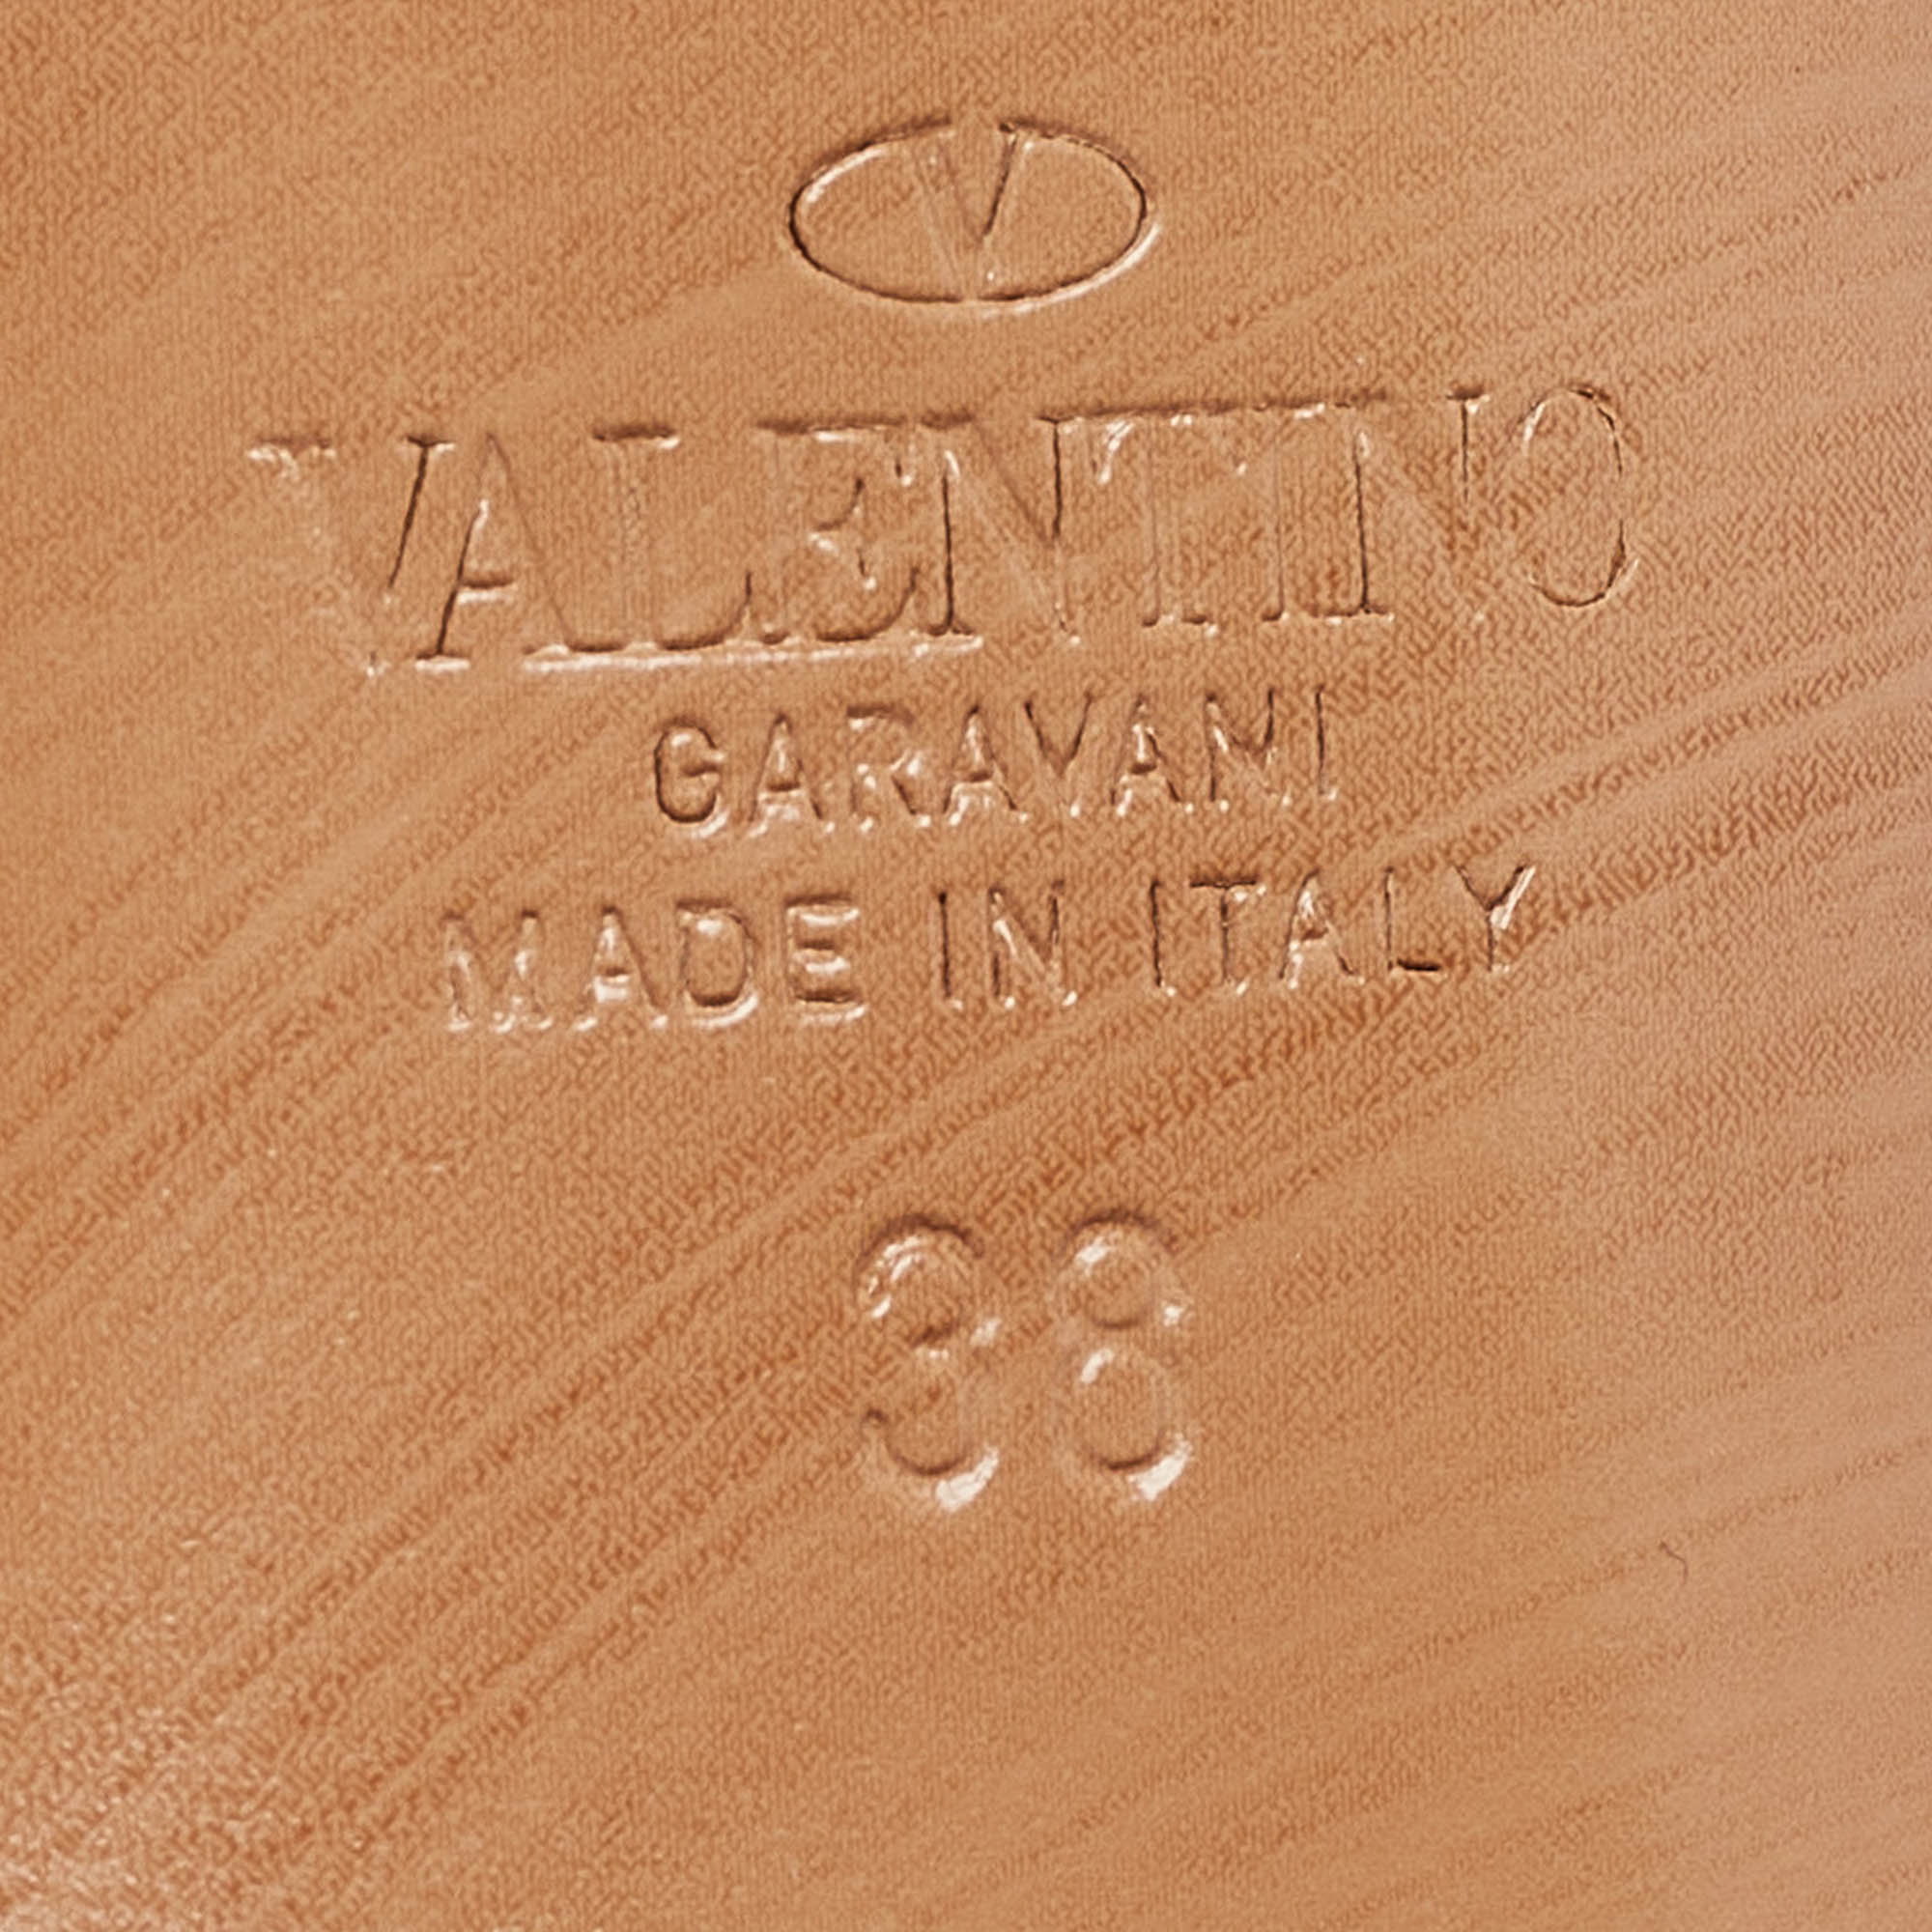 V
VALENTINO
GARAVANI
MADE IN ITALY
38